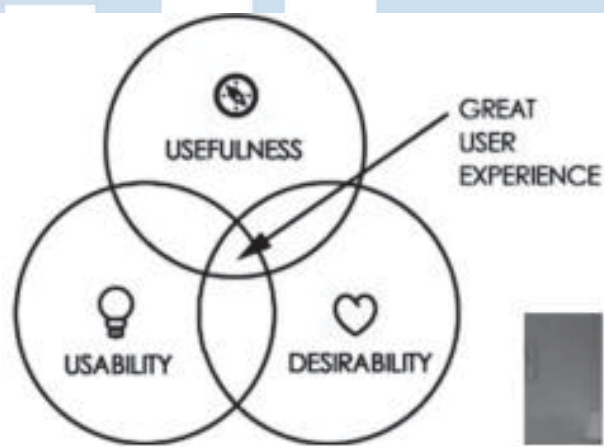 USEFULNESS
GREAT
USER
EXPERIENCE
USABILITY
DESIRABILITY